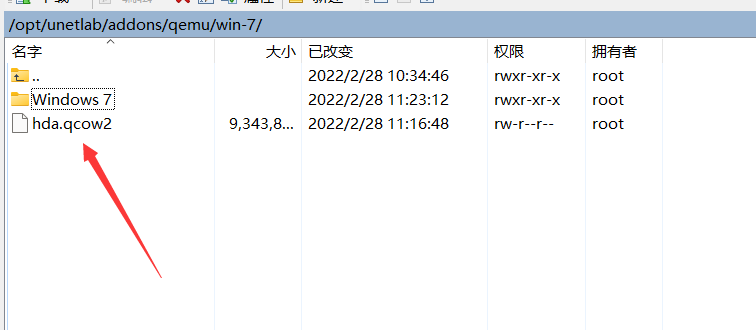 /opt/unetlab/addons/qemu/win-7/
名字 大小 已改变 权限 拥有者
.. 2022/2/28 10:34:46 rwxr-xr-x root
Windows 7 2022/2/28 11:23:12 rwxr-xr-x root
hda.qcow2 9,343,8... 2022/2/28 11:16:48 rw-r--r-- root